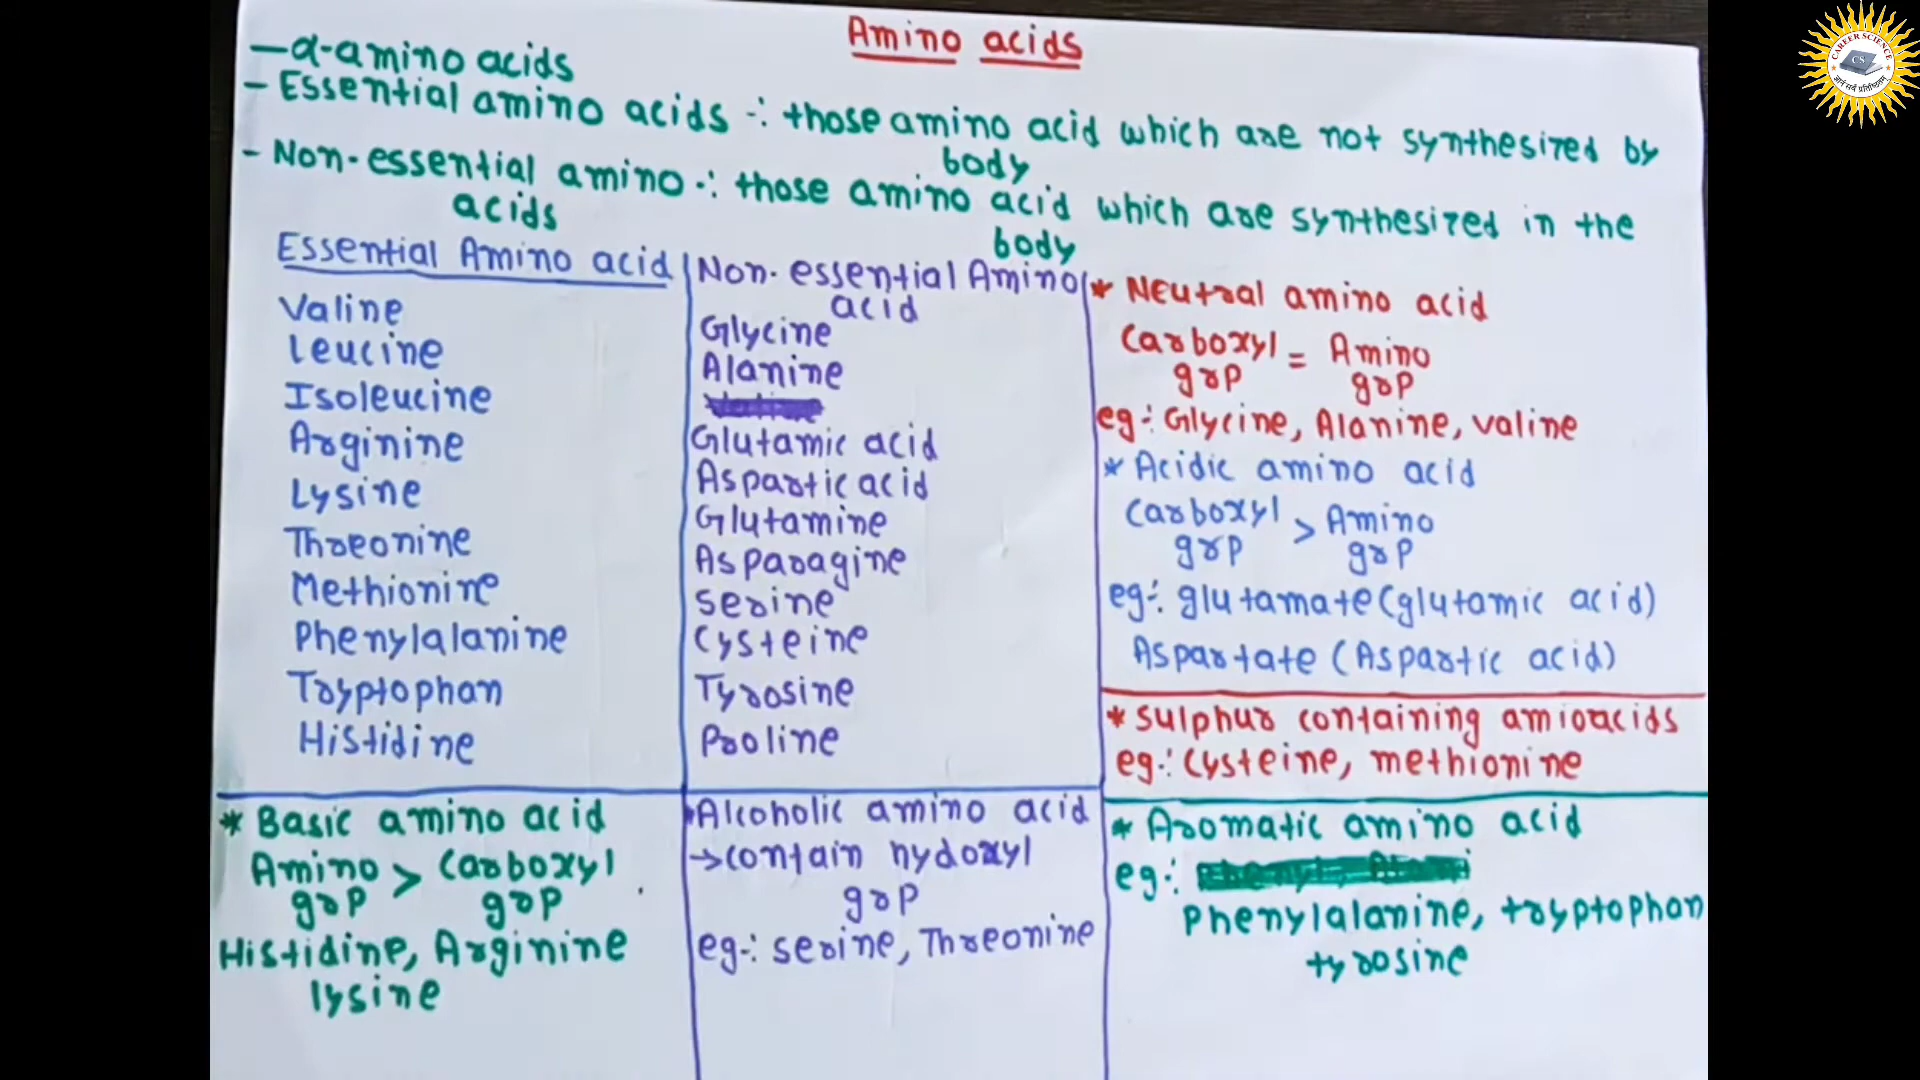 Amino acids
— α-amino acids
- Essential amino acids -: those amino acid which are not synthesized by
body
- Non-essential amino -: those amino acid which are synthesized in the
acids
body
Essential Amino acid
Valine
Leucine
Isoleucine
Arginine
Lysine
Threonine
Methionine
Phenylalanine
Tryptophan
Histidine
Non-essential Amino
acid
Glycine
Alanine
Glutamic acid
Aspartic acid
Glutamine
Asparagine
Serine
Cysteine
Tyrosine
Proline
* Neutral amino acid
Carboxyl = Amino
grp grp
eg-: Glycine, Alanine, valine
* Acidic amino acid
Carboxyl > Amino
grp grp
eg-: glutamate (glutamic acid)
Aspartate (Aspartic acid)
* Sulphur containing amioacids
eg-: Cysteine, methionine
* Basic amino acid
Amino > Carboxyl
grp grp
Histidine, Arginine
lysine
* Alcoholic amino acid
→ contain hydoxyl
grp
eg-: serine, Threonine
* Aromatic amino acid
eg-:
Phenylalanine, tryptophan
tyrosine
CAREER SCIENCE
CS